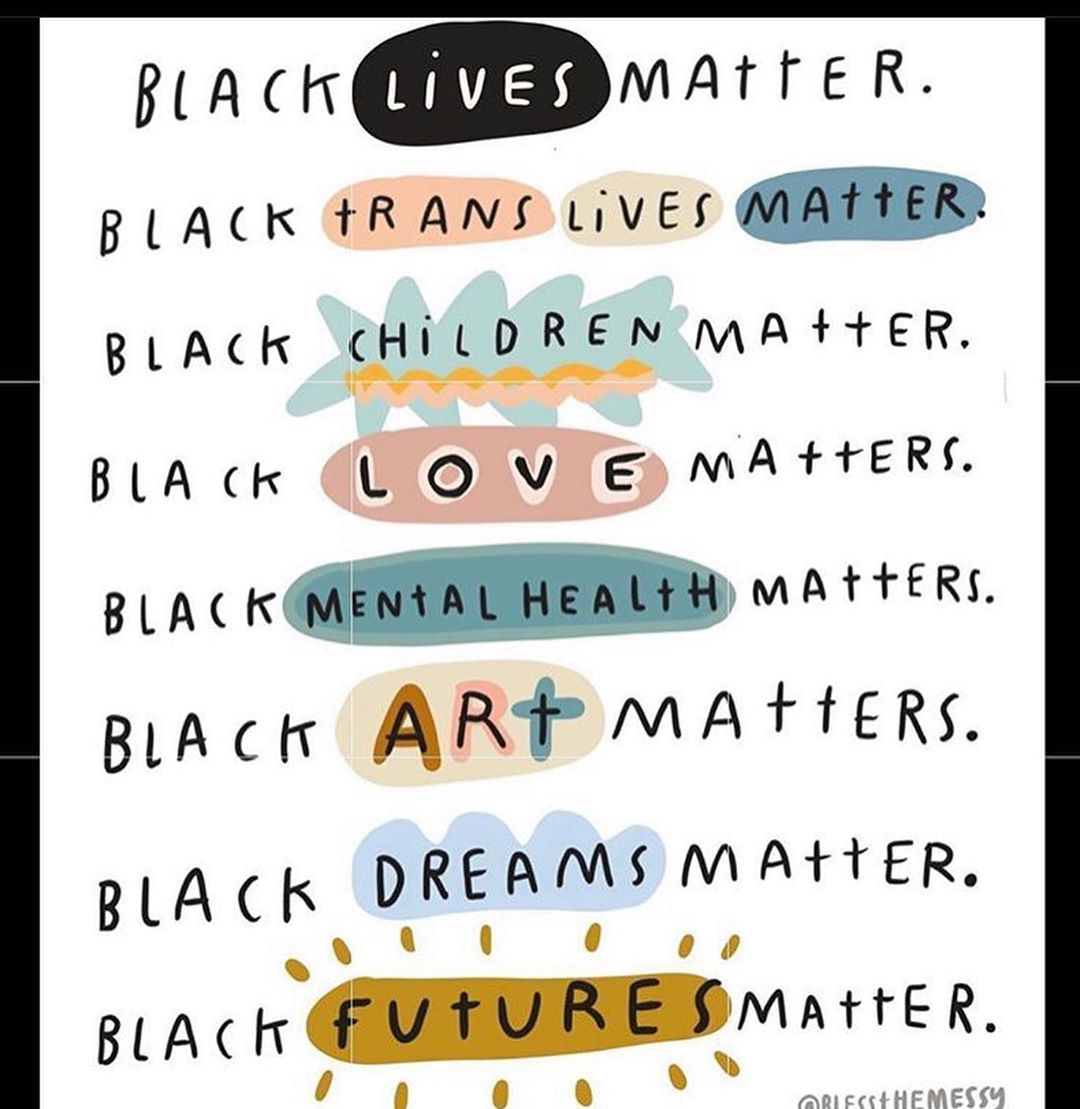 BLACK LiVES MAttER.
BLACK tRANS LiVES MAttER.
BLACK CHiLDREN MAttER.
BLACK LOVE MAttERS.
BLACK MENtAL HEALtH MAttERS.
BLACK ARt MAttERS.
BLACK DREAMS MAttER.
BLACK FUtURES MAttER.
@BLESStHEMESSY